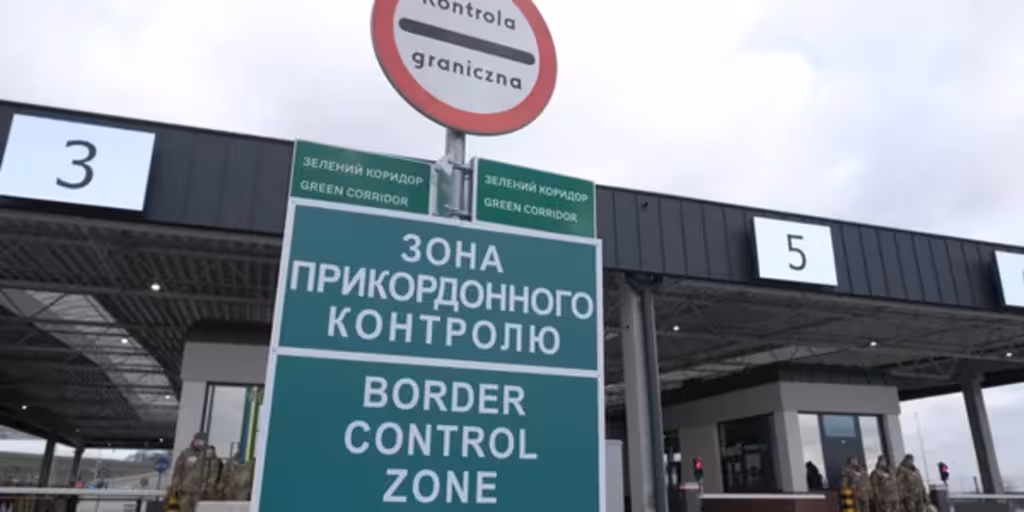 Kontrola
graniczna
3
ЗЕЛЕНИЙ КОРИДОР
GREEN CORRIDOR
ЗЕЛЕНИЙ КОРИДОР
GREEN CORRIDOR
5
ЗОНА
ПРИКОРДОННОГО
КОНТРОЛЮ
BORDER
CONTROL
ZONE